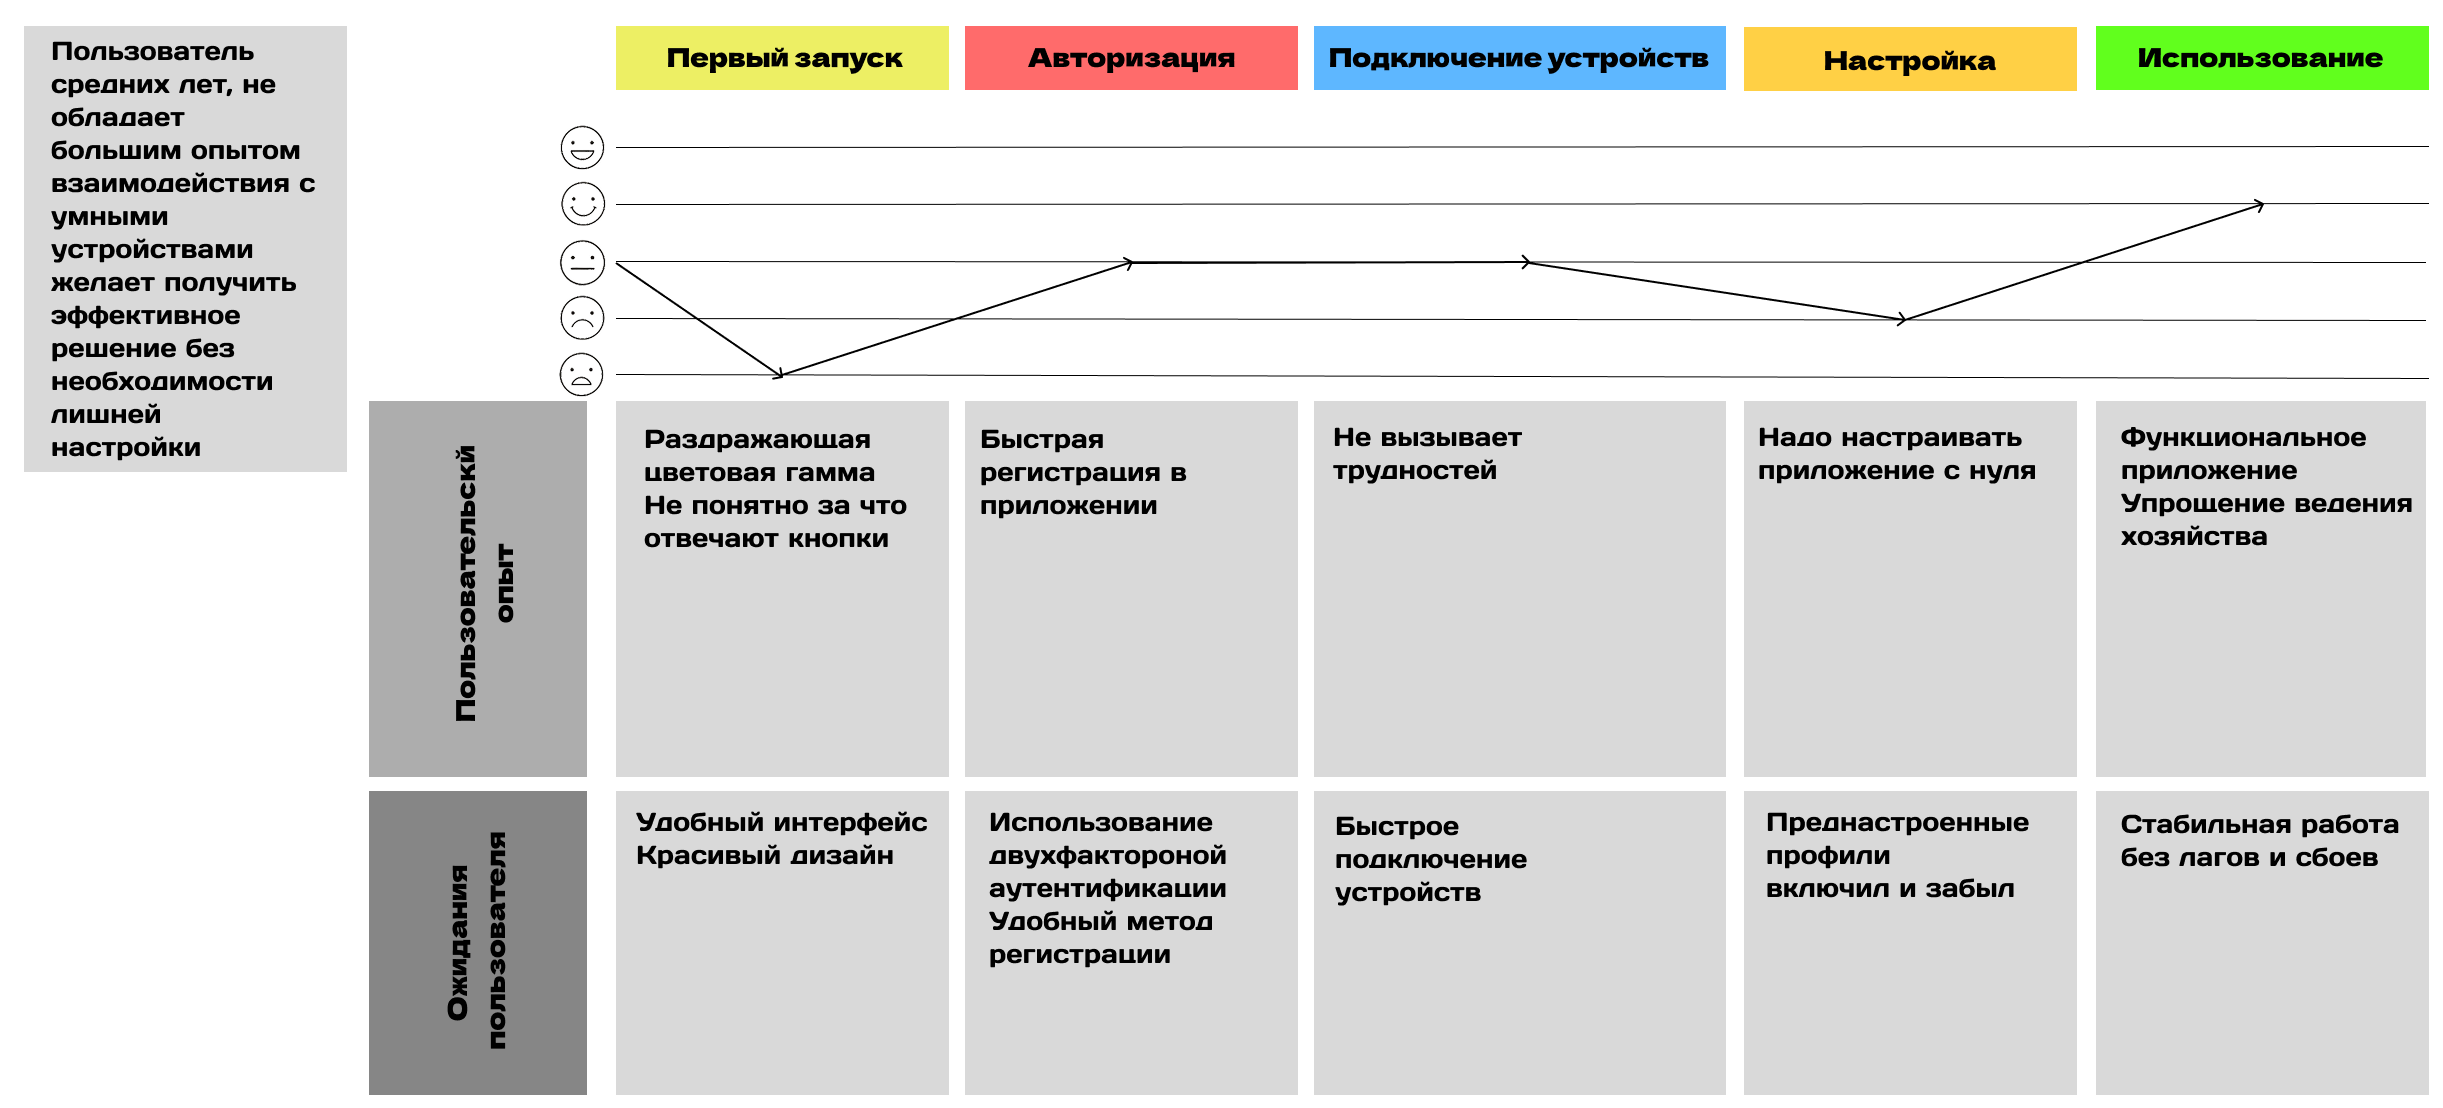 Пользователь
средних лет, не
обладает
большим опытом
взаимодействия с
умными
устройствами
желает получить
эффективное
решение без
необходимости
лишней
настройки
Первый запуск
Авторизация
Подключение устройств
Настройка
Использование
Пользовательскй
опыт
Раздражающая
цветовая гамма
Не понятно за что
отвечают кнопки
Быстрая
регистрация в
приложении
Не вызывает
трудностей
Надо настраивать
приложение с нуля
Функциональное
приложение
Упрощение ведения
хозяйства
Ожидания
пользователя
Удобный интерфейс
Красивый дизайн
Использование
двухфактороной
аутентификации
Удобный метод
регистрации
Быстрое
подключение
устройств
Преднастроенные
профили
включил и забыл
Стабильная работа
без лагов и сбоев